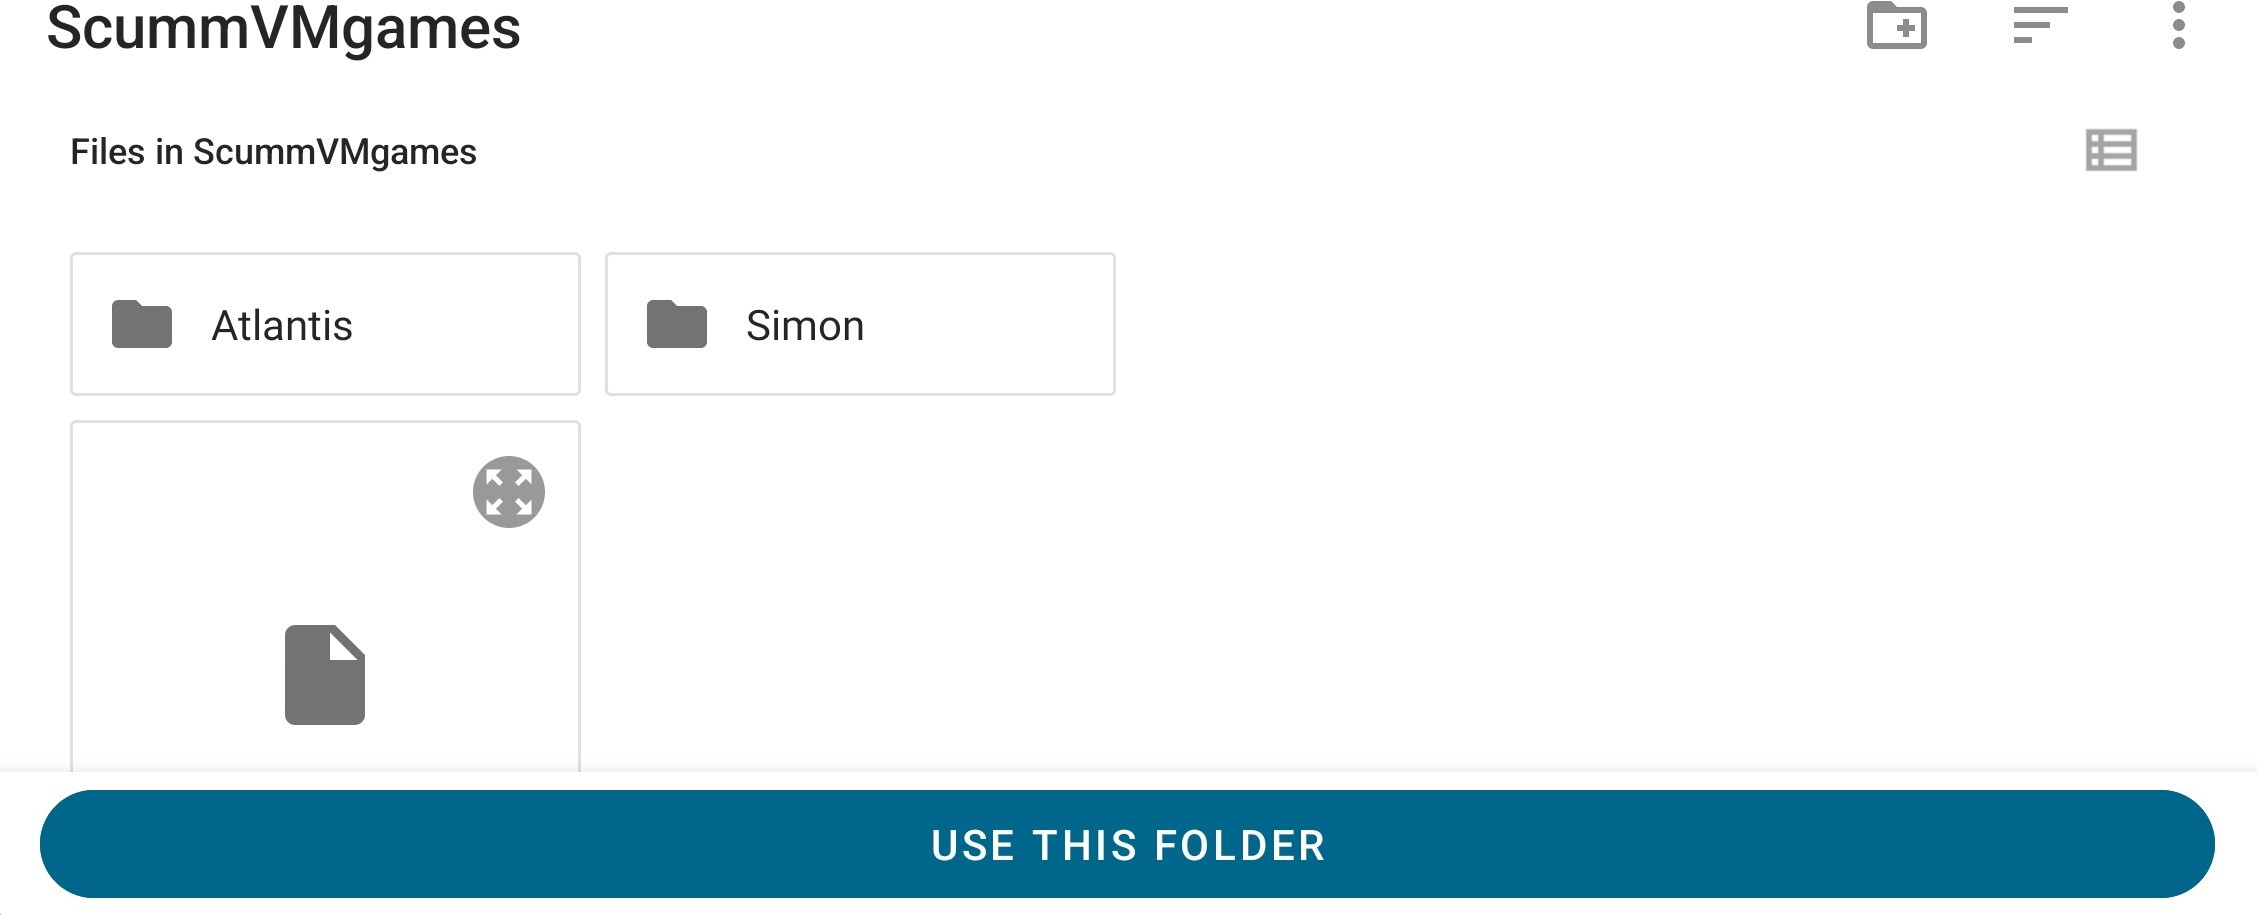 ScummVMgames
Files in ScummVMgames
Atlantis
Simon
USE THIS FOLDER